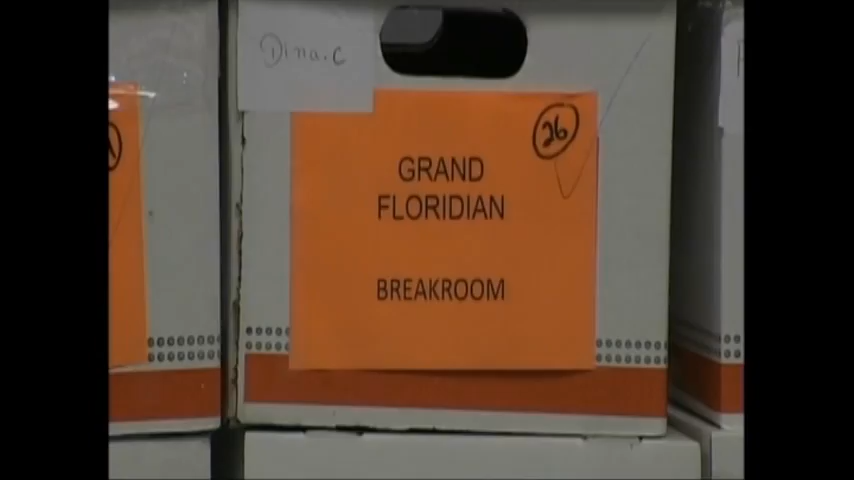 Dina.C
26
GRAND
FLORIDIAN
BREAKROOM